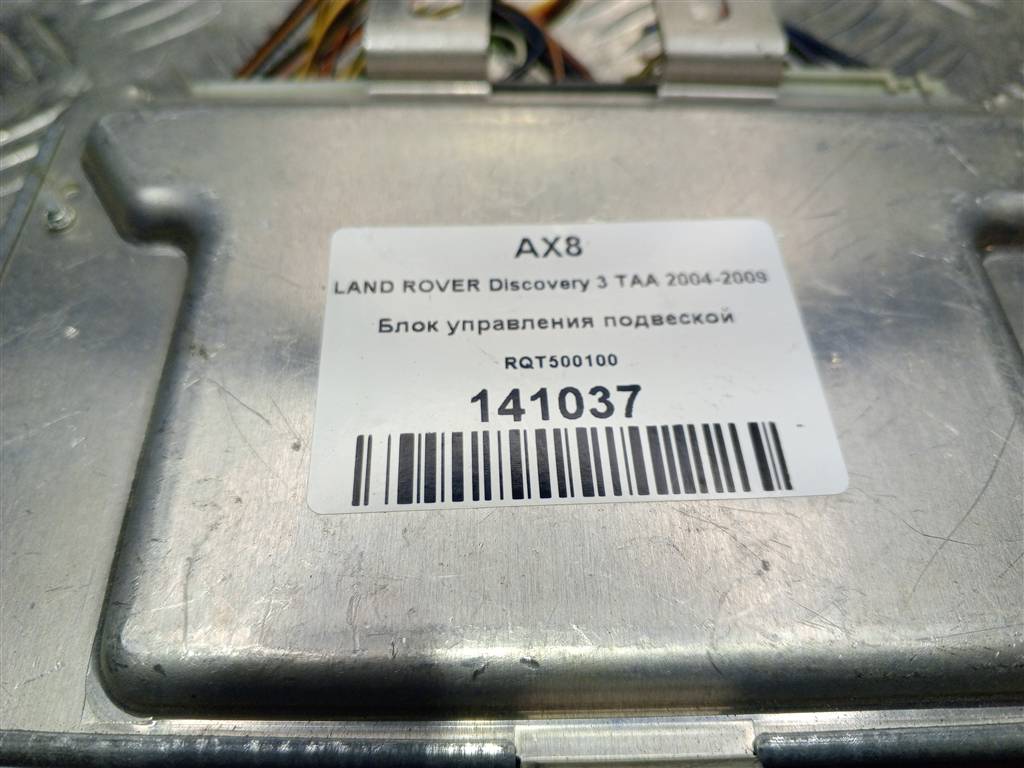 AX8
LAND ROVER Discovery 3 TAA 2004-2009
Блок управления подвеской
RQT500100
141037